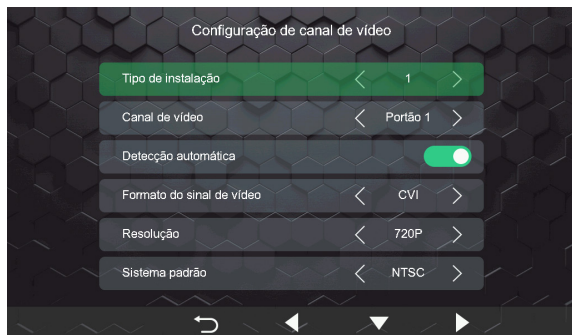 Configuração de canal de vídeo
Tipo de instalação 1
Canal de vídeo Portão 1
Detecção automática
Formato do sinal de vídeo CVI
Resolução 720P
Sistema padrão NTSC